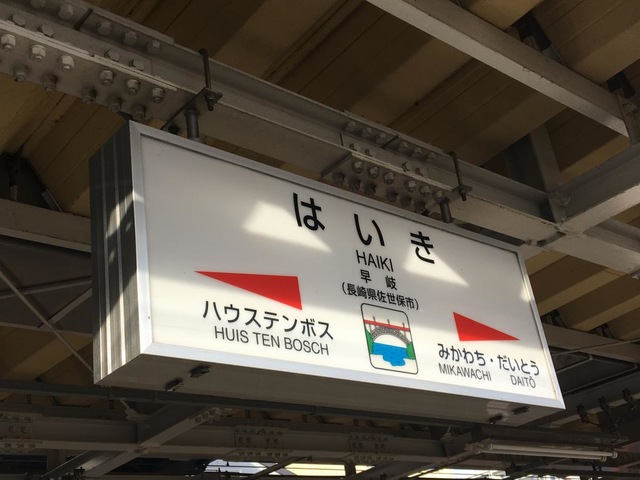 はいき
HAIKI
早岐
(長崎県佐世保市)
ハウステンボス
HUIS TEN BOSCH
みかわち・だいとう
MIKAWACHI DAITŌ